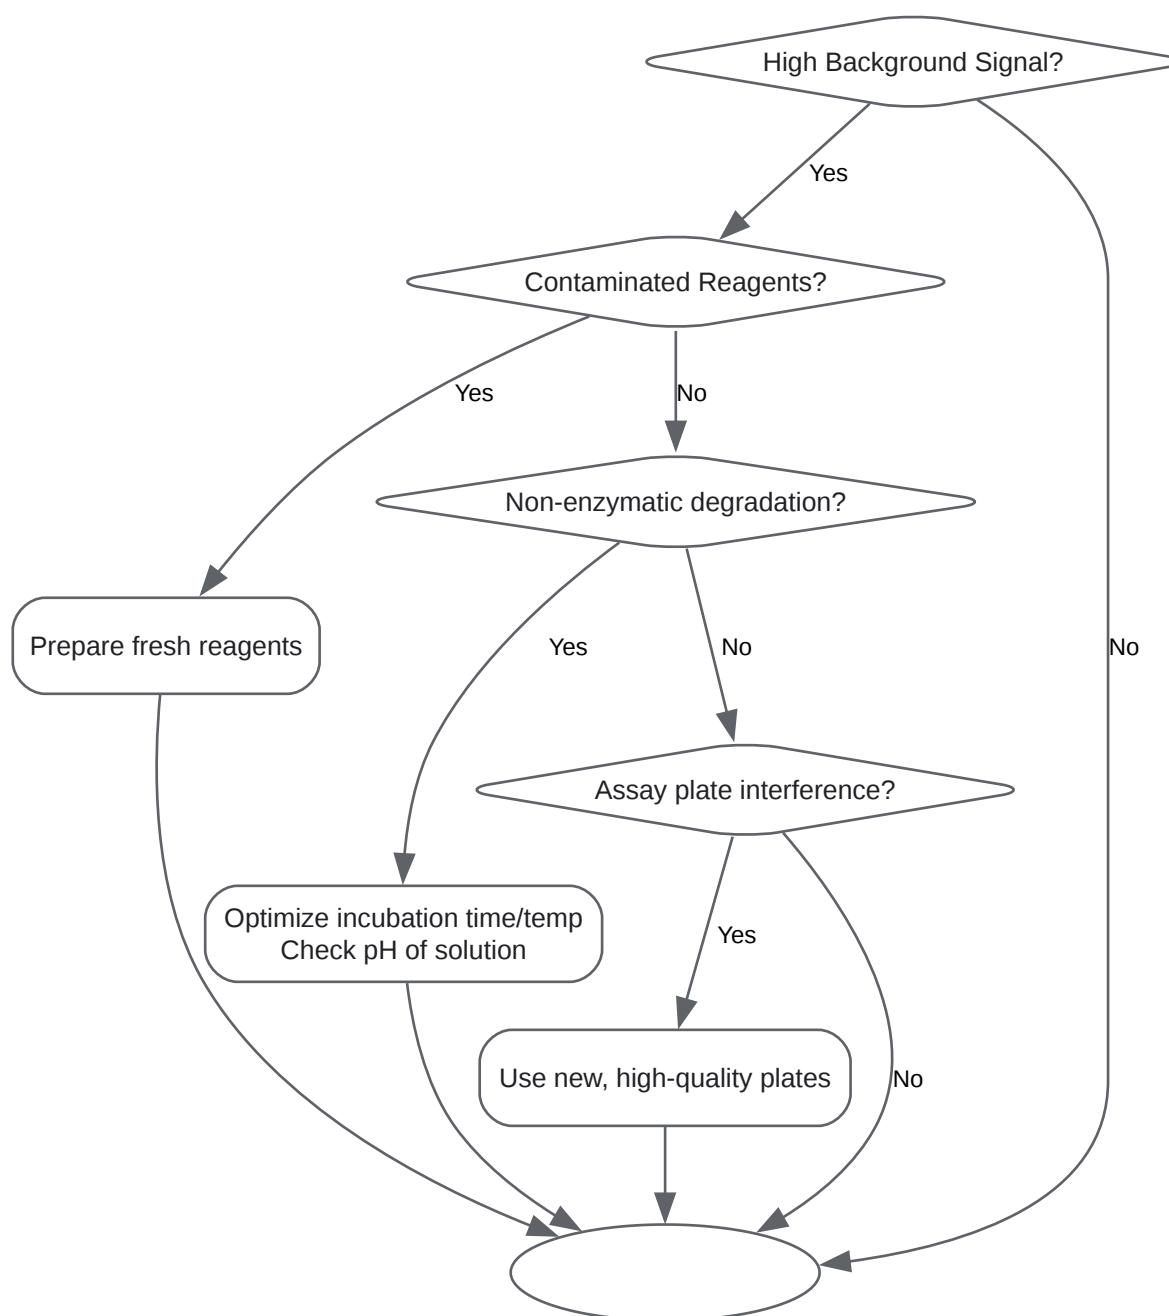 High Background Signal?
Yes
Contaminated Reagents?
Yes
No
Non-enzymatic degradation?
Prepare fresh reagents
Yes
No
No
Assay plate interference?
Optimize incubation time/temp
Check pH of solution
Yes
Use new, high-quality plates
No